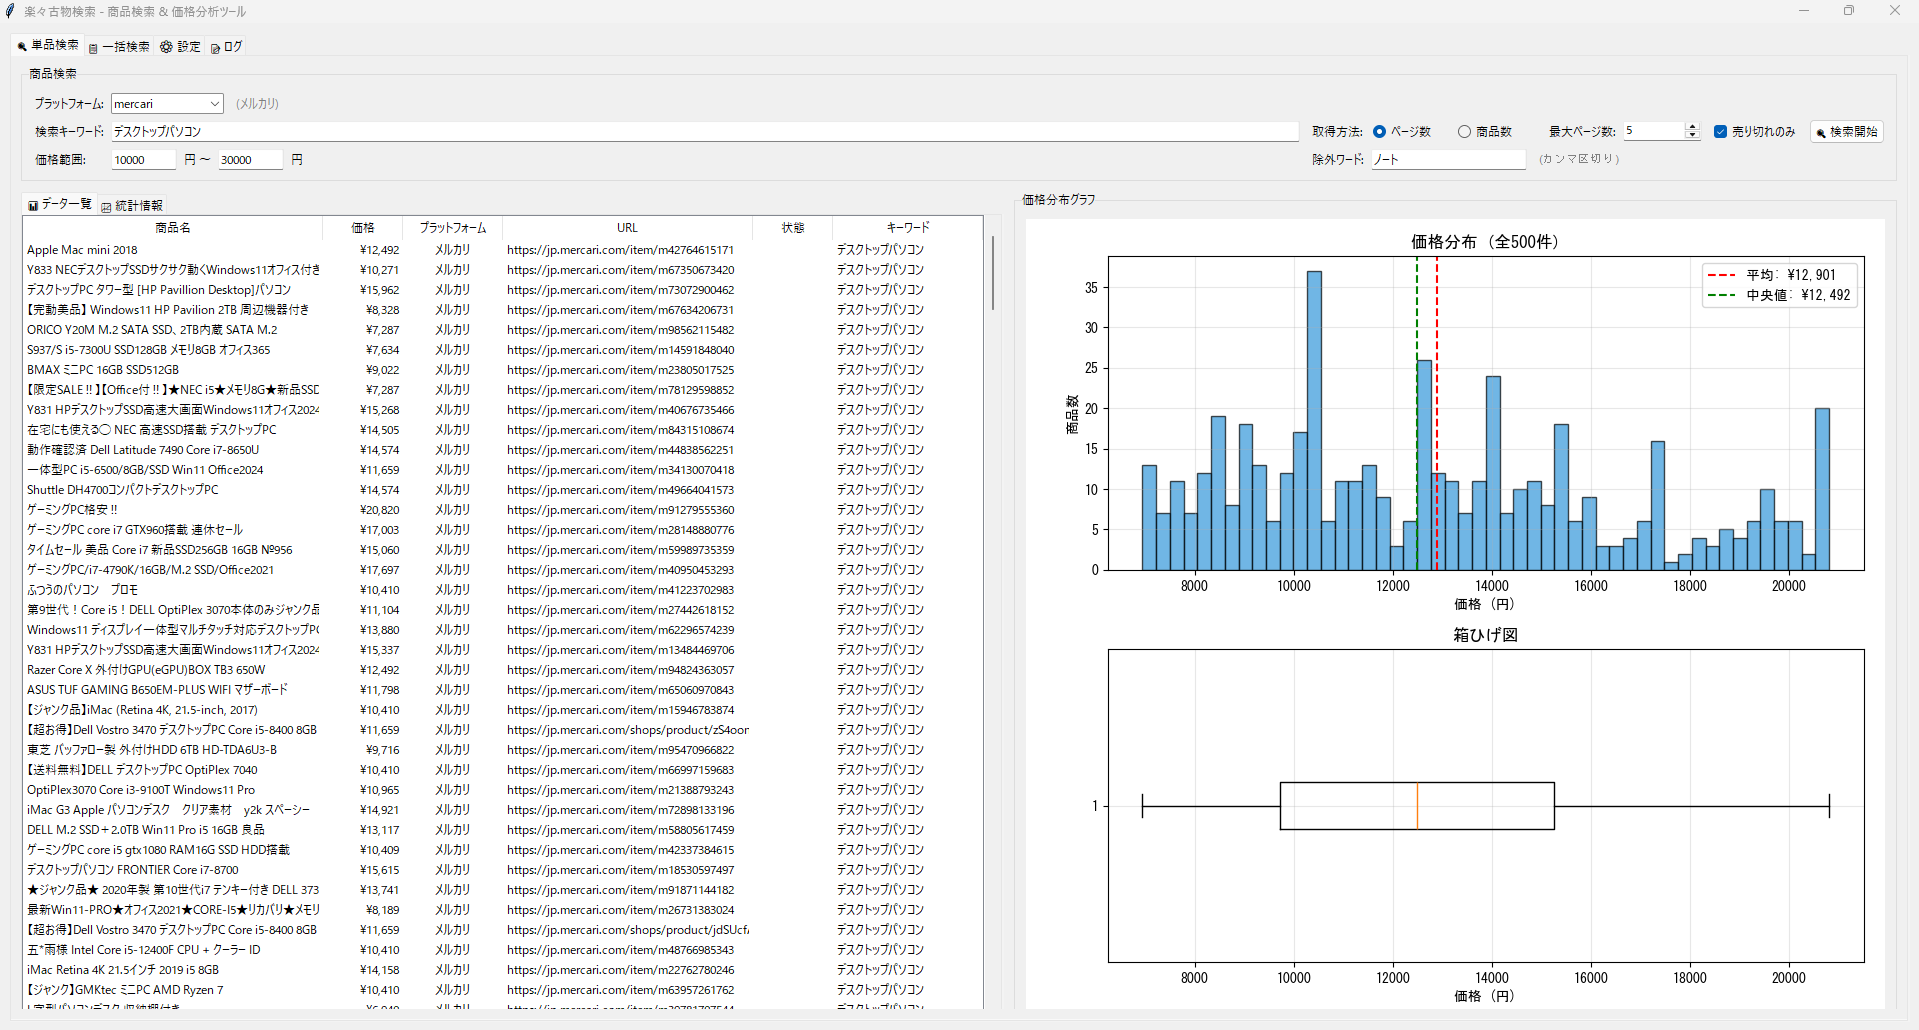 楽々古物検索 - 商品検索 & 価格分析ツール
単品検索 一括検索 設定 ログ
商品検索
プラットフォーム: mercari (メルカリ)
検索キーワード: デスクトップパソコン 取得方法: ページ数 商品数 最大ページ数: 5 売り切れのみ 検索開始
価格範囲: 10000 円 ～ 30000 円 除外ワード: ノート (カンマ区切り)
データ一覧 統計情報
商品名 価格 プラットフォーム URL 状態 キーワード
Apple Mac mini 2018 ¥12,492 メルカリ https://jp.mercari.com/item/m42764615171 デスクトップパソコン
Y833 NECデスクトップSSDサクサク動くWindows11オフィス付き ¥10,271 メルカリ https://jp.mercari.com/item/m67350673420 デスクトップパソコン
デスクトップPC タワー型 [HP Pavillion Desktop]パソコン ¥15,962 メルカリ https://jp.mercari.com/item/m73072900462 デスクトップパソコン
【完動美品】 Windows11 HP Pavilion 2TB 周辺機器付き ¥8,328 メルカリ https://jp.mercari.com/item/m67634206731 デスクトップパソコン
ORICO Y20M M.2 SATA SSD、2TB内蔵 SATA M.2 ¥7,287 メルカリ https://jp.mercari.com/item/m98562115482 デスクトップパソコン
S937/S i5-7300U SSD128GB メモリ8GB オフィス365 ¥7,634 メルカリ https://jp.mercari.com/item/m14591848040 デスクトップパソコン
BMAX ミニPC 16GB SSD512GB ¥9,022 メルカリ https://jp.mercari.com/item/m23805017525 デスクトップパソコン
【限定SALE‼】【Office付‼】★NEC i5★メモリ8G★新品SSD ¥7,287 メルカリ https://jp.mercari.com/item/m78129598852 デスクトップパソコン
Y831 HPデスクトップSSD高速大画面Windows11オフィス2024 ¥15,268 メルカリ https://jp.mercari.com/item/m40676735466 デスクトップパソコン
在宅にも使える〇 NEC 高速SSD搭載 デスクトップPC ¥14,505 メルカリ https://jp.mercari.com/item/m84315108674 デスクトップパソコン
動作確認済 Dell Latitude 7490 Core i7-8650U ¥14,574 メルカリ https://jp.mercari.com/item/m44838562251 デスクトップパソコン
一体型PC i5-6500/8GB/SSD Win11 Office2024 ¥11,659 メルカリ https://jp.mercari.com/item/m34130070418 デスクトップパソコン
Shuttle DH4700コンパクトデスクトップPC ¥14,574 メルカリ https://jp.mercari.com/item/m49664041573 デスクトップパソコン
ゲーミングPC格安‼ ¥20,820 メルカリ https://jp.mercari.com/item/m91279555360 デスクトップパソコン
ゲーミングPC core i7 GTX960搭載 連休セール ¥17,003 メルカリ https://jp.mercari.com/item/m28148880776 デスクトップパソコン
タイムセール 美品 Core i7 新品SSD256GB 16GB №956 ¥15,060 メルカリ https://jp.mercari.com/item/m59989735359 デスクトップパソコン
ゲーミングPC/i7-4790K/16GB/M.2 SSD/Office2021 ¥17,697 メルカリ https://jp.mercari.com/item/m40950453293 デスクトップパソコン
ふつうのパソコン　プロモ ¥10,410 メルカリ https://jp.mercari.com/item/m41223702983 デスクトップパソコン
第9世代！Core i5！DELL OptiPlex 3070本体のみジャンク品 ¥11,104 メルカリ https://jp.mercari.com/item/m27442618152 デスクトップパソコン
Windows11 ディスプレイ一体型マルチタッチ対応デスクトップPC ¥13,880 メルカリ https://jp.mercari.com/item/m62296574239 デスクトップパソコン
Y831 HPデスクトップSSD高速大画面Windows11オフィス2024 ¥15,337 メルカリ https://jp.mercari.com/item/m13484469706 デスクトップパソコン
Razer Core X 外付けGPU(eGPU)BOX TB3 650W ¥12,492 メルカリ https://jp.mercari.com/item/m94824363057 デスクトップパソコン
ASUS TUF GAMING B650EM-PLUS WIFI マザーボード ¥11,798 メルカリ https://jp.mercari.com/item/m65060970843 デスクトップパソコン
【ジャンク品】iMac (Retina 4K, 21.5-inch, 2017) ¥10,410 メルカリ https://jp.mercari.com/item/m15946783874 デスクトップパソコン
【超お得】Dell Vostro 3470 デスクトップPC Core i5-8400 8GB ¥11,659 メルカリ https://jp.mercari.com/shops/product/zS4oor デスクトップパソコン
東芝 バッファロー製 外付けHDD 6TB HD-TDA6U3-B ¥9,716 メルカリ https://jp.mercari.com/item/m95470966822 デスクトップパソコン
【送料無料】DELL デスクトップPC OptiPlex 7040 ¥10,410 メルカリ https://jp.mercari.com/item/m66997159683 デスクトップパソコン
OptiPlex3070 Core i3-9100T Windows11 Pro ¥10,965 メルカリ https://jp.mercari.com/item/m21388793243 デスクトップパソコン
iMac G3 Apple パソコンデスク　クリア素材　y2k スペーシー ¥14,921 メルカリ https://jp.mercari.com/item/m72898133196 デスクトップパソコン
DELL M.2 SSD＋2.0TB Win11 Pro i5 16GB 良品 ¥13,117 メルカリ https://jp.mercari.com/item/m58805617459 デスクトップパソコン
ゲーミングPC core i5 gtx1080 RAM16G SSD HDD搭載 ¥10,409 メルカリ https://jp.mercari.com/item/m42337384615 デスクトップパソコン
デスクトップパソコン FRONTIER Core i7-8700 ¥15,615 メルカリ https://jp.mercari.com/item/m18530597497 デスクトップパソコン
★ジャンク品★ 2020年製 第10世代i7 テンキー付き DELL 373 ¥13,741 メルカリ https://jp.mercari.com/item/m91871144182 デスクトップパソコン
最新Win11-PRO★オフィス2021★CORE-I5★リカバリ★メモリ ¥8,189 メルカリ https://jp.mercari.com/item/m26731383024 デスクトップパソコン
【超お得】Dell Vostro 3470 デスクトップPC Core i5-8400 8GB ¥11,659 メルカリ https://jp.mercari.com/shops/product/jdSUcf デスクトップパソコン
五*雨様 Intel Core i5-12400F CPU + クーラー ID ¥10,410 メルカリ https://jp.mercari.com/item/m48766985343 デスクトップパソコン
iMac Retina 4K 21.5インチ 2019 i5 8GB ¥14,158 メルカリ https://jp.mercari.com/item/m22762780246 デスクトップパソコン
【ジャンク】GMKtec ミニPC AMD Ryzen 7 ¥10,410 メルカリ https://jp.mercari.com/item/m63957261762 デスクトップパソコン
価格分布グラフ
価格分布 (全500件)
平均: ¥12,901
中央値: ¥12,492
商品数
35
30
25
20
15
10
5
0
8000 10000 12000 14000 16000 18000 20000
価格 (円)
箱ひげ図
1
8000 10000 12000 14000 16000 18000 20000
価格 (円)